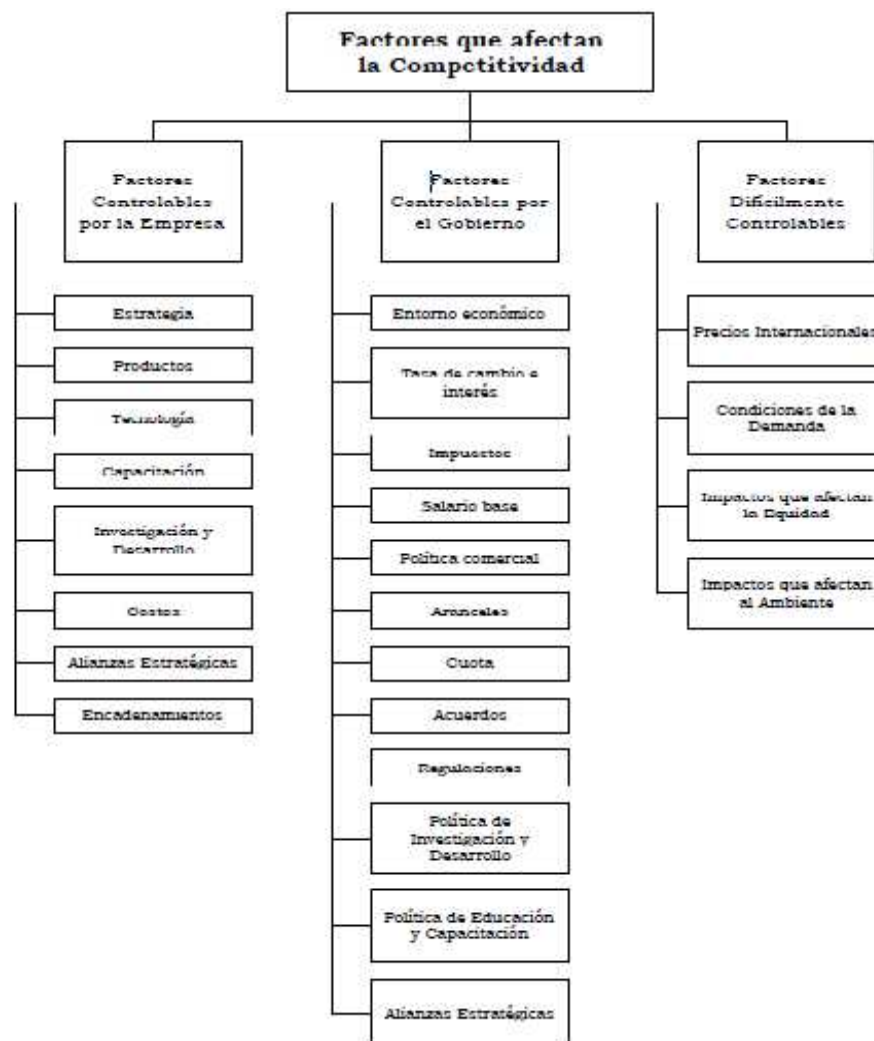 Factores que afectan
la Competitividad
Factores
Controlables
por la Empresa
Estrategia
Productos
Tecnología
Capacitación
Investigación y
Desarrollo
Costos
Alianzas Estratégicas
Encadenamientos
Factores
Controlables por
el Gobierno
Entorno económico
Tasa de cambio e
interés
Impuestos
Salario base
Política comercial
Aranceles
Cuota
Acuerdos
Regulaciones
Política de
Investigación y
Desarrollo
Política de Educación
y Capacitación
Alianzas Estratégicas
Factores
Difícilmente
Controlables
Precios Internacionales
Condiciones de la
Demanda
Impactos que afectan
la Equidad
Impactos que afectan
al Ambiente